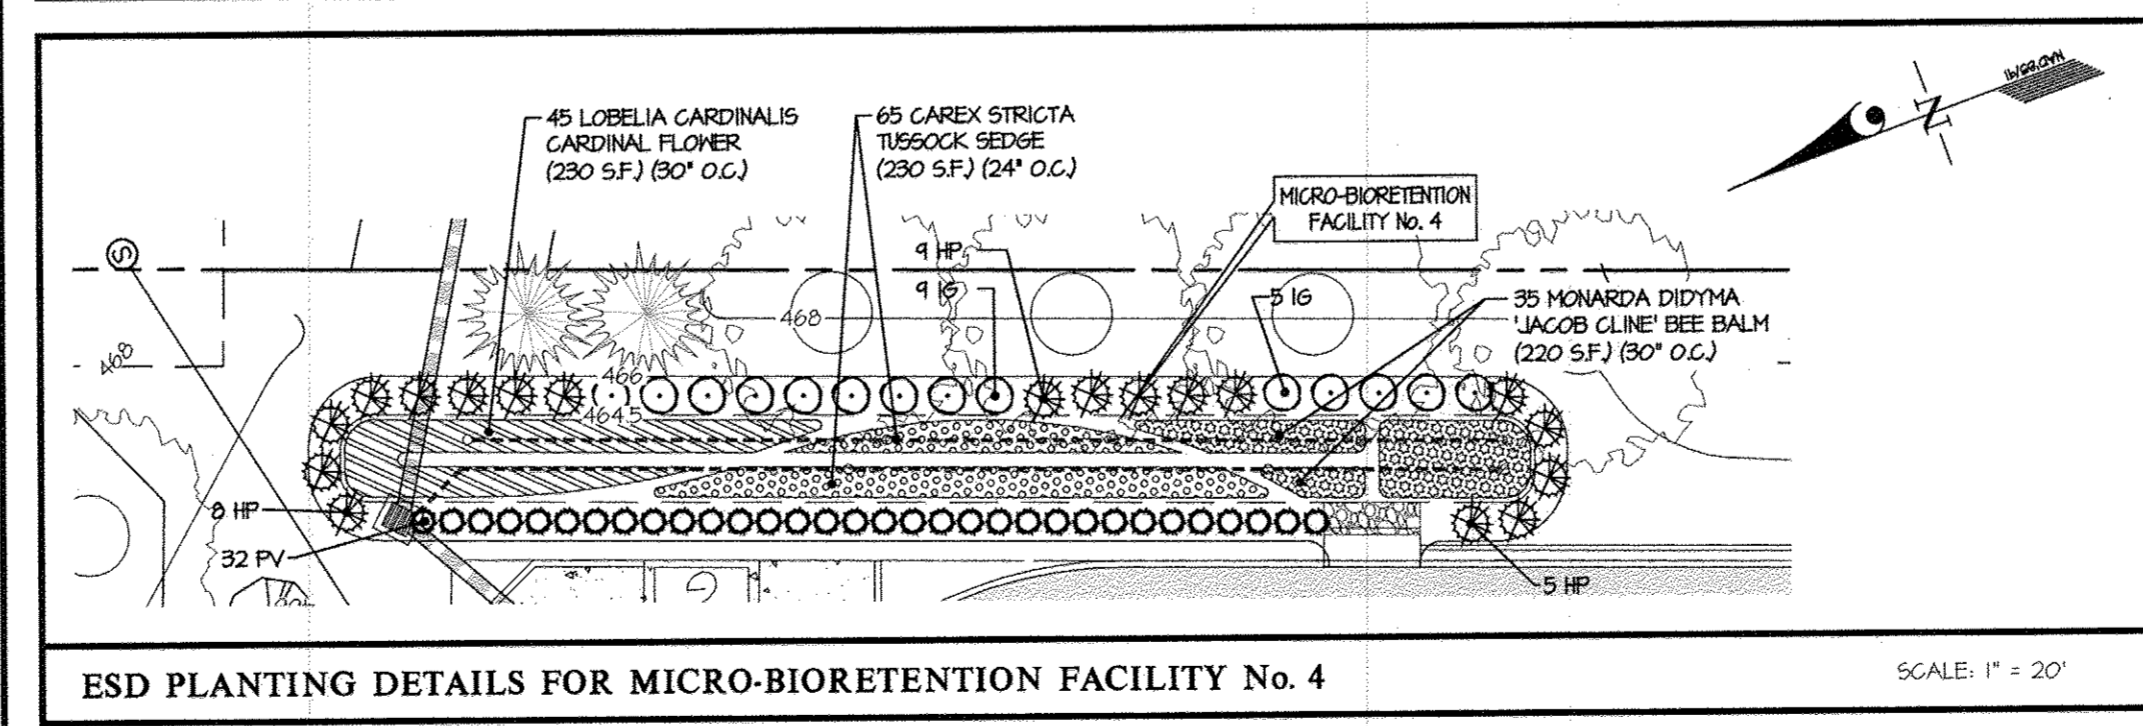 45 LOBELIA CARDINALIS
CARDINAL FLOWER
(230 S.F.) (30" O.C.)
65 CAREX STRICTA
TUSSOCK SEDGE
(230 S.F.) (24" O.C.)
MICRO-BIORETENTION
FACILITY No. 4
N
NAD'83/91
S
9 HP
9 IG
5 IG
468
35 MONARDA DIDYMA
'JACOB CLINE' BEE BALM
(220 S.F.) (30" O.C.)
468
466
464.5
8 HP
32 PV
5 HP
ESD PLANTING DETAILS FOR MICRO-BIORETENTION FACILITY No. 4
SCALE: 1" = 20'